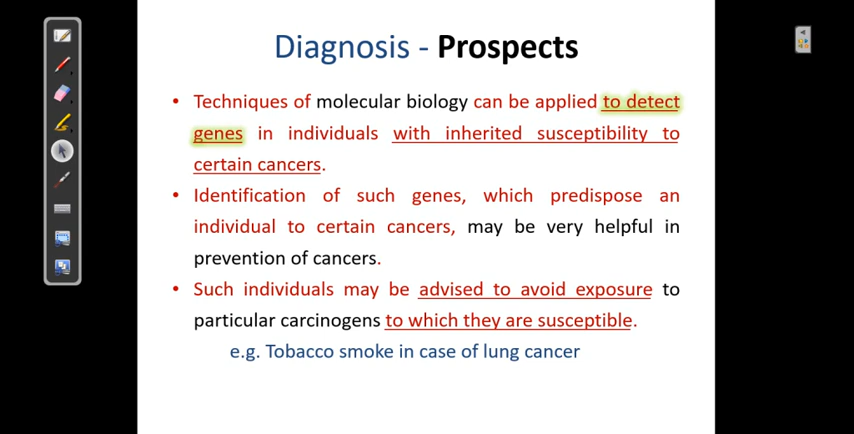 Diagnosis - Prospects
• Techniques of molecular biology can be applied to detect
genes in individuals with inherited susceptibility to
certain cancers.
• Identification of such genes, which predispose an
individual to certain cancers, may be very helpful in
prevention of cancers.
• Such individuals may be advised to avoid exposure to
particular carcinogens to which they are susceptible.
e.g. Tobacco smoke in case of lung cancer